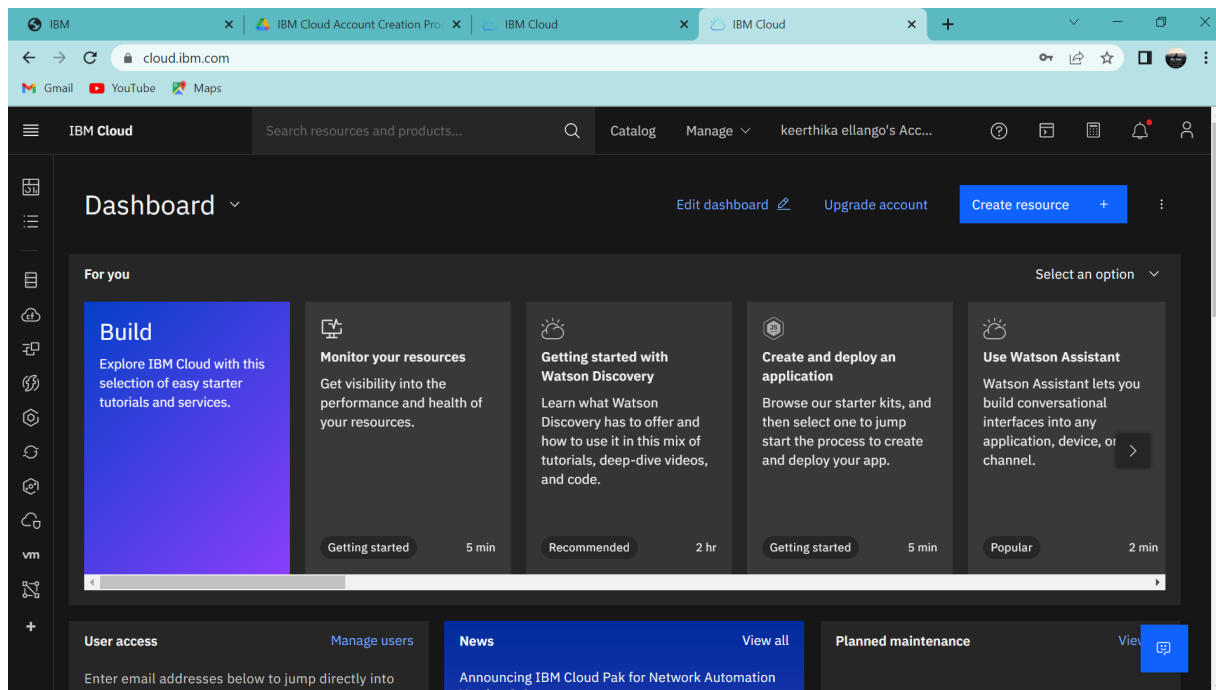 IBM
IBM Cloud Account Creation Pro
IBM Cloud
IBM Cloud
cloud.ibm.com
Gmail
YouTube
Maps
IBM Cloud
Search resources and products...
Catalog
Manage
keerthika ellango's Acc...
Dashboard
Edit dashboard
Upgrade account
Create resource +
For you
Select an option
Build
Explore IBM Cloud with this
selection of easy starter
tutorials and services.
Monitor your resources
Get visibility into the
performance and health of
your resources.
Getting started
5 min
Getting started with
Watson Discovery
Learn what Watson
Discovery has to offer and
how to use it in this mix of
tutorials, deep-dive videos,
and code.
Recommended
2 hr
JS
Create and deploy an
application
Browse our starter kits, and
then select one to jump
start the process to create
and deploy your app.
Getting started
5 min
Use Watson Assistant
Watson Assistant lets you
build conversational
interfaces into any
application, device, or
channel.
Popular
2 min
vm
User access
Manage users
Enter email addresses below to jump directly into
News
View all
Announcing IBM Cloud Pak for Network Automation
Planned maintenance